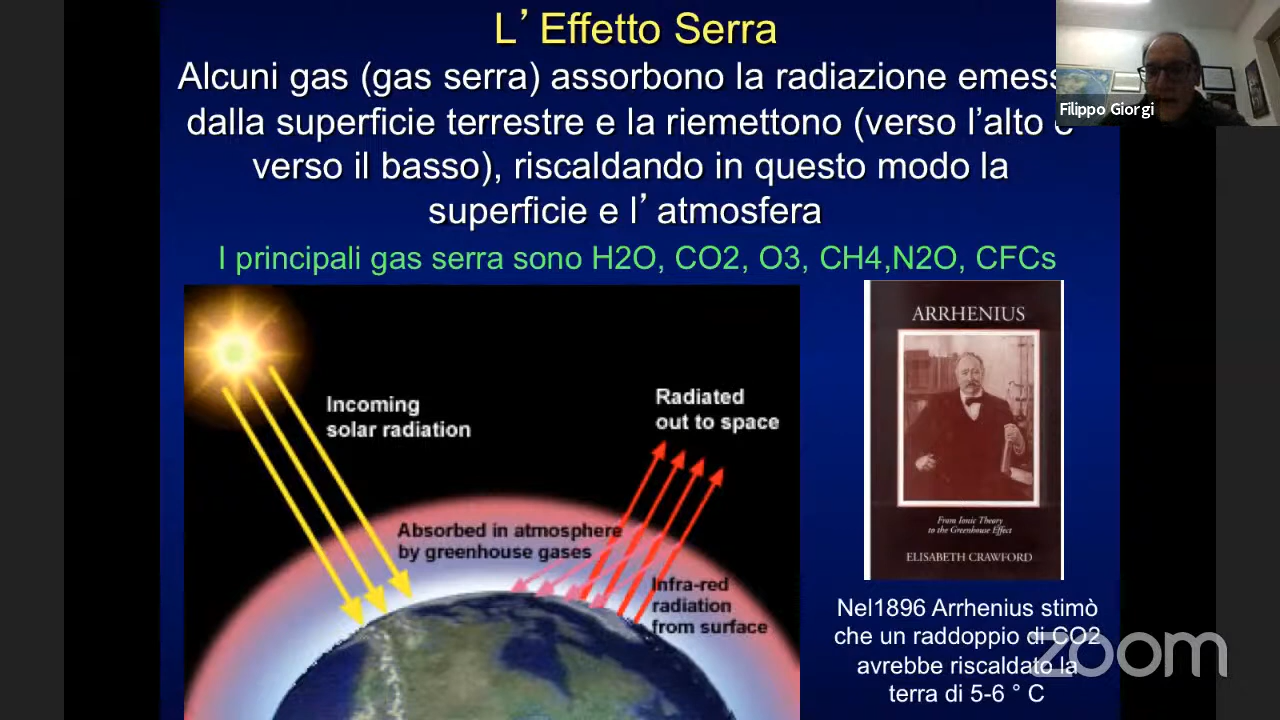 L’Effetto Serra
Alcuni gas (gas serra) assorbono la radiazione emess
dalla superficie terrestre e la riemettono (verso l’alto e
verso il basso), riscaldando in questo modo la
superficie e l’atmosfera
I principali gas serra sono H2O, CO2, O3, CH4,N2O, CFCs
Filippo Giorgi
Incoming
solar radiation
Radiated
out to space
Absorbed in atmosphere
by greenhouse gases
Infra-red
radiation
from surface
ARRHENIUS
From Ionic Theory
to the Greenhouse Effect
ELISABETH CRAWFORD
Nel1896 Arrhenius stimò
che un raddoppio di CO2
avrebbe riscaldato la
terra di 5-6 ° C
zoom